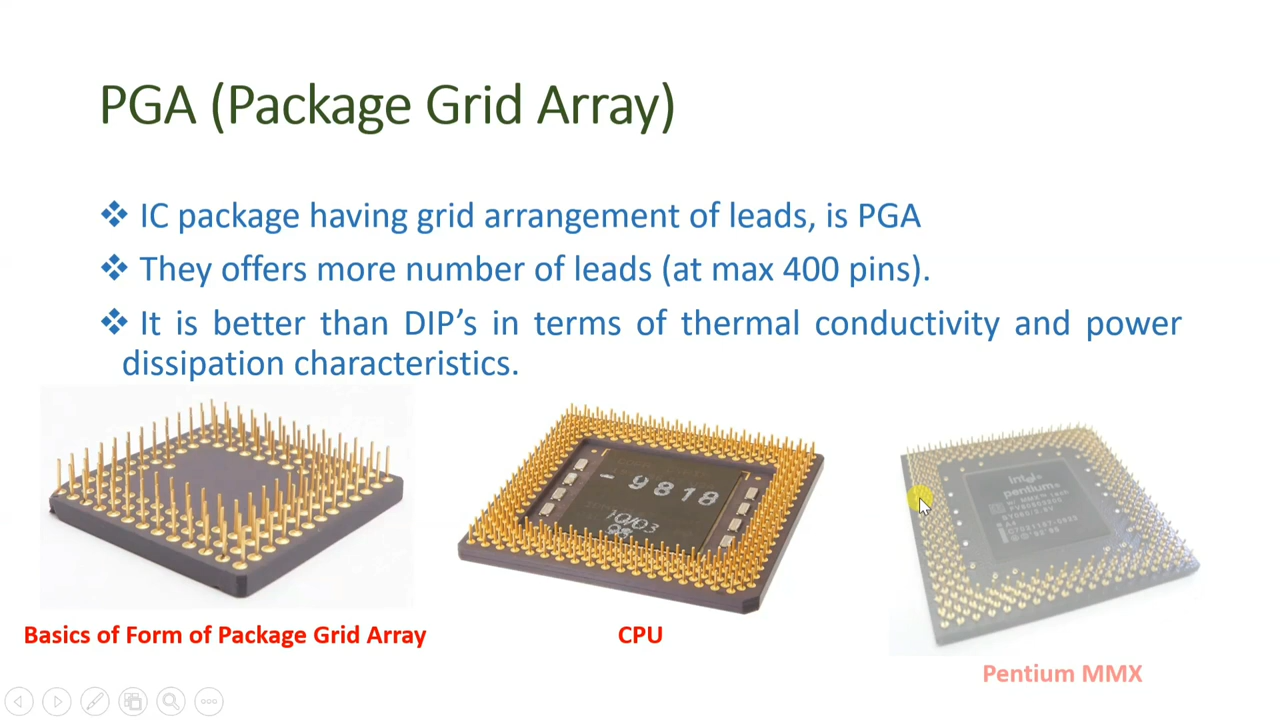 PGA (Package Grid Array)
❖ IC package having grid arrangement of leads, is PGA
❖ They offers more number of leads (at max 400 pins).
❖ It is better than DIP’s in terms of thermal conductivity and power
dissipation characteristics.
- 9818
intel
pentium
Basics of Form of Package Grid Array
CPU
Pentium MMX